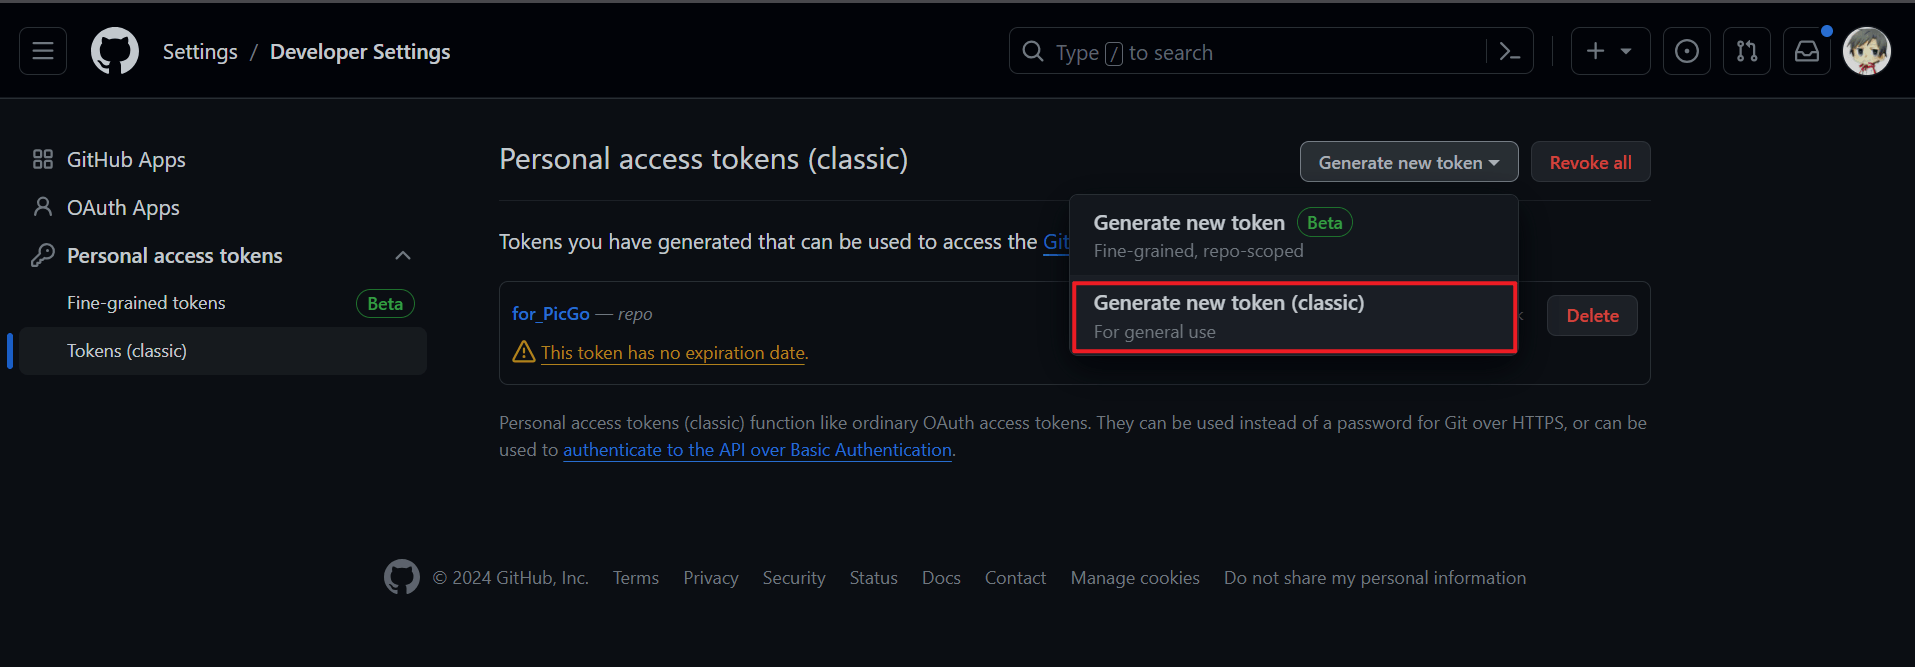 Settings / Developer Settings
Type / to search
GitHub Apps
OAuth Apps
Personal access tokens
Fine-grained tokens Beta
Tokens (classic)
Personal access tokens (classic)
Generate new token
Revoke all
Generate new token Beta
Fine-grained, repo-scoped
Generate new token (classic)
For general use
Tokens you have generated that can be used to access the Git
for_PicGo — repo
Delete
This token has no expiration date.
Personal access tokens (classic) function like ordinary OAuth access tokens. They can be used instead of a password for Git over HTTPS, or can be
used to authenticate to the API over Basic Authentication.
© 2024 GitHub, Inc. Terms Privacy Security Status Docs Contact Manage cookies Do not share my personal information